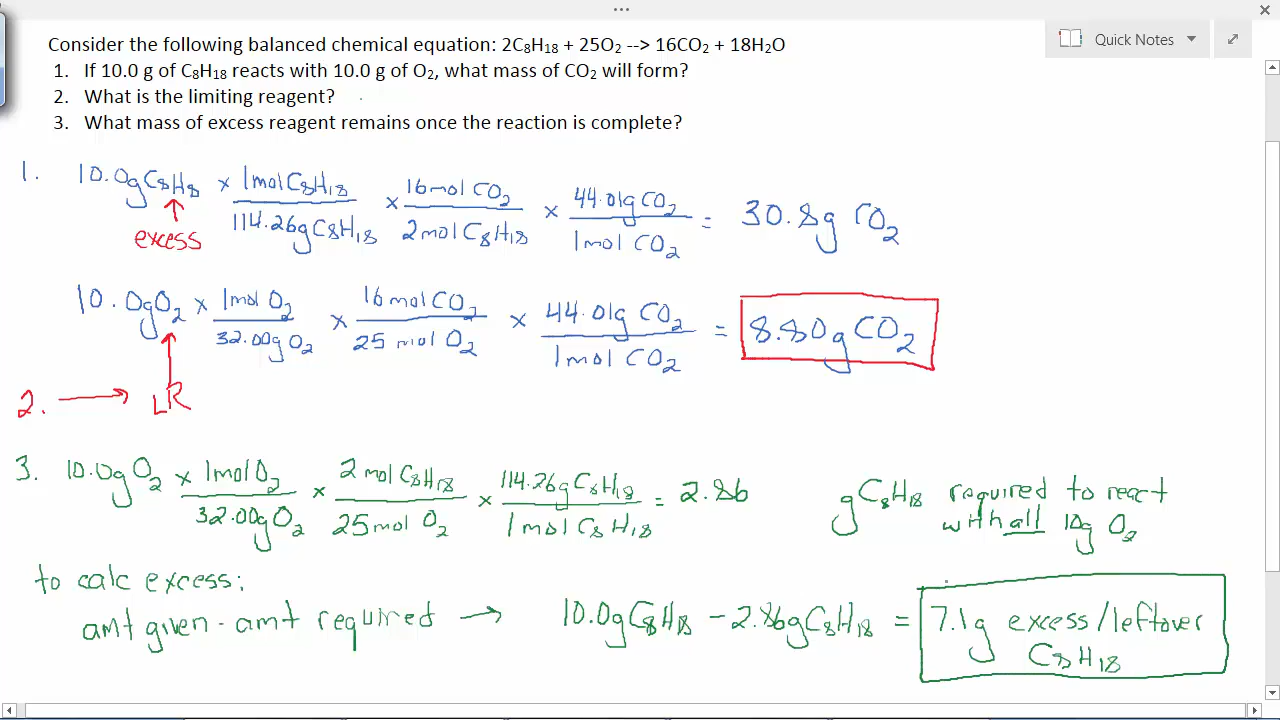 Quick Notes
Consider the following balanced chemical equation: 2C₈H₁₈ + 25O₂ --> 16CO₂ + 18H₂O
1. If 10.0 g of C₈H₁₈ reacts with 10.0 g of O₂, what mass of CO₂ will form?
2. What is the limiting reagent?
3. What mass of excess reagent remains once the reaction is complete?
1. 10.0g C₈H₈ × 1mol C₈H₁₈ / 114.26g C₈H₁₈ × 16mol CO₂ / 2mol C₈H₁₈ × 44.01g CO₂ / 1mol CO₂ = 30.8g CO₂
excess
10.0g O₂ × 1mol O₂ / 32.00g O₂ × 16mol CO₂ / 25 mol O₂ × 44.01g CO₂ / 1mol CO₂ = 8.80g CO₂
2. → LR
3. 10.0g O₂ × 1mol O₂ / 32.00g O₂ × 2mol C₈H₁₈ / 25mol O₂ × 114.26g C₈H₁₈ / 1mol C₈H₁₈ = 2.86 g C₈H₁₈ required to react
with all 10g O₂
to calc excess:
amt given - amt required → 10.0g C₈H₁₈ − 2.86g C₈H₁₈ = 7.1g excess/leftover
C₈H₁₈